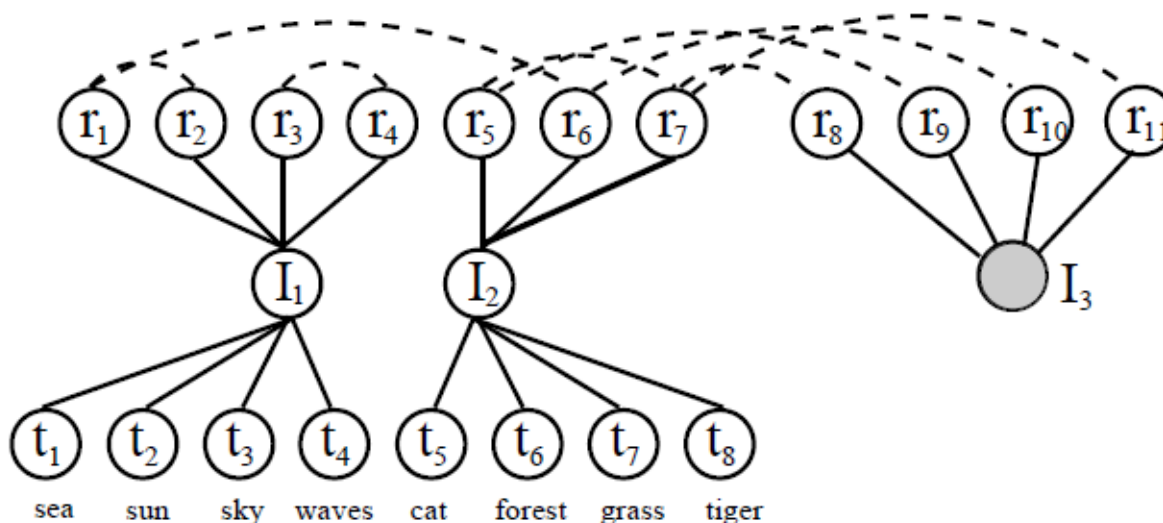 r1 r2 r3 r4 r5 r6 r7 r8 r9 r10 r11
I1 I2 I3
t1 t2 t3 t4 t5 t6 t7 t8
sea sun sky waves cat forest grass tiger